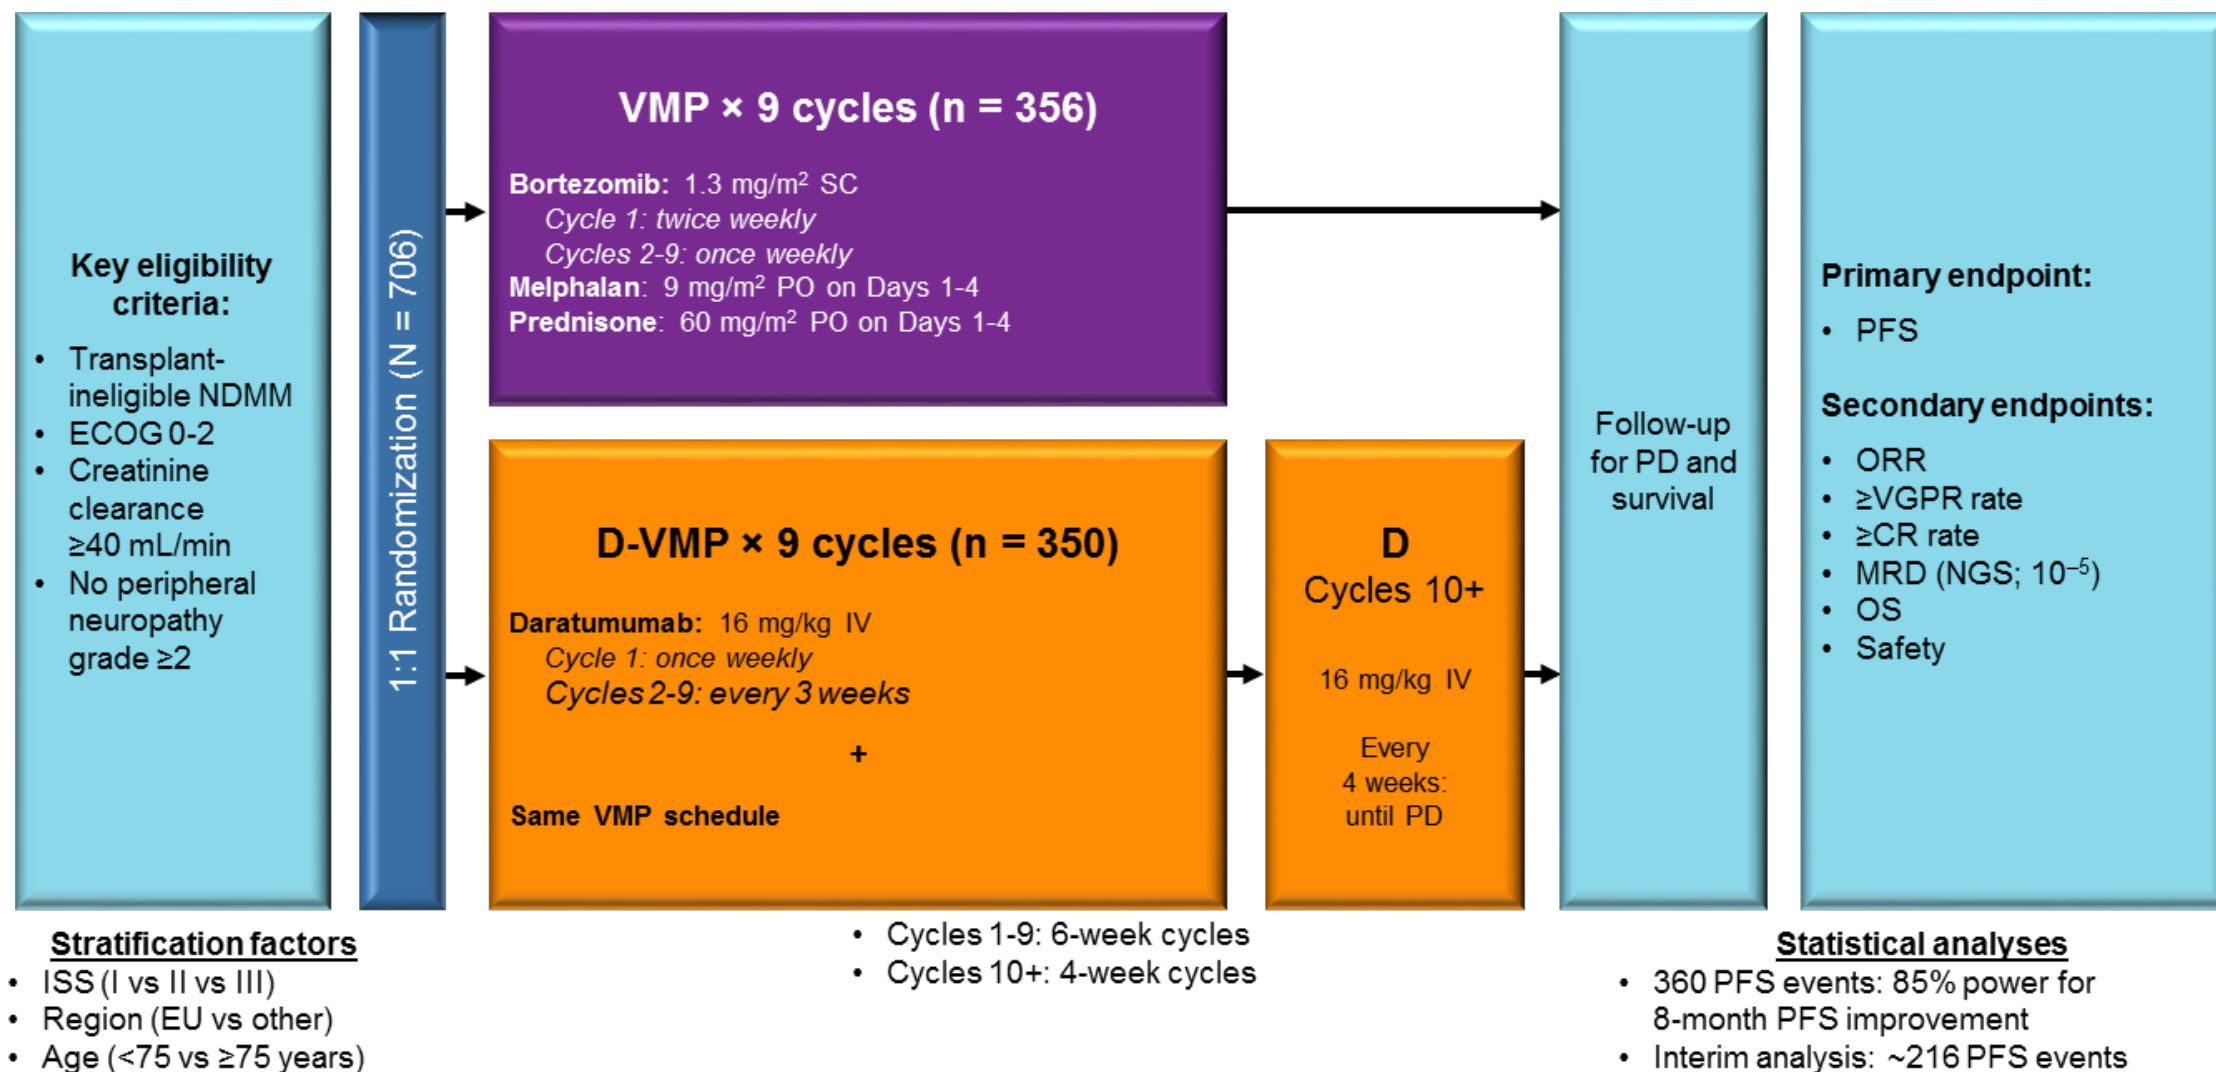 Key eligibility
criteria:
• Transplant-
ineligible NDMM
• ECOG 0-2
• Creatinine
clearance
≥40 mL/min
• No peripheral
neuropathy
grade ≥2
1:1 Randomization (N = 706)
VMP × 9 cycles (n = 356)
Bortezomib: 1.3 mg/m² SC
Cycle 1: twice weekly
Cycles 2-9: once weekly
Melphalan: 9 mg/m² PO on Days 1-4
Prednisone: 60 mg/m² PO on Days 1-4
D-VMP × 9 cycles (n = 350)
Daratumumab: 16 mg/kg IV
Cycle 1: once weekly
Cycles 2-9: every 3 weeks
+
Same VMP schedule
D
Cycles 10+
16 mg/kg IV
Every
4 weeks:
until PD
Follow-up
for PD and
survival
Primary endpoint:
• PFS
Secondary endpoints:
• ORR
• ≥VGPR rate
• ≥CR rate
• MRD (NGS; 10⁻⁵)
• OS
• Safety
Stratification factors
• ISS (I vs II vs III)
• Region (EU vs other)
• Age (<75 vs ≥75 years)
• Cycles 1-9: 6-week cycles
• Cycles 10+: 4-week cycles
Statistical analyses
• 360 PFS events: 85% power for
8-month PFS improvement
• Interim analysis: ~216 PFS events